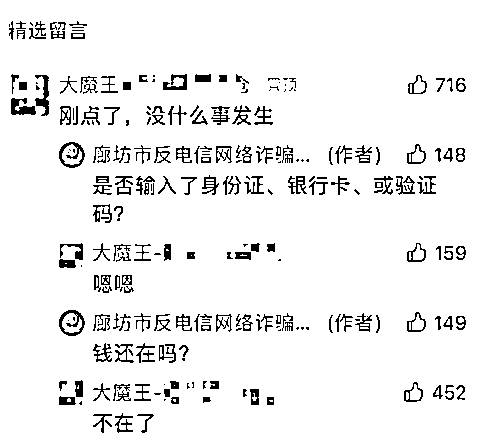 精选留言
大魔王 置顶 716
刚点了，没什么事发生
廊坊市反电信网络诈骗... (作者) 148
是否输入了身份证、银行卡、或验证
码?
大魔王- 159
嗯嗯
廊坊市反电信网络诈骗... (作者) 149
钱还在吗?
大魔王- 452
不在了